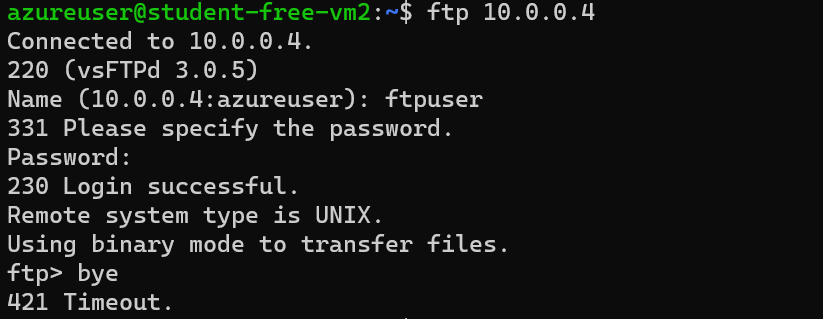 azureuser@student-free-vm2:~$ ftp 10.0.0.4
Connected to 10.0.0.4.
220 (vsFTPd 3.0.5)
Name (10.0.0.4:azureuser): ftpuser
331 Please specify the password.
Password:
230 Login successful.
Remote system type is UNIX.
Using binary mode to transfer files.
ftp> bye
421 Timeout.